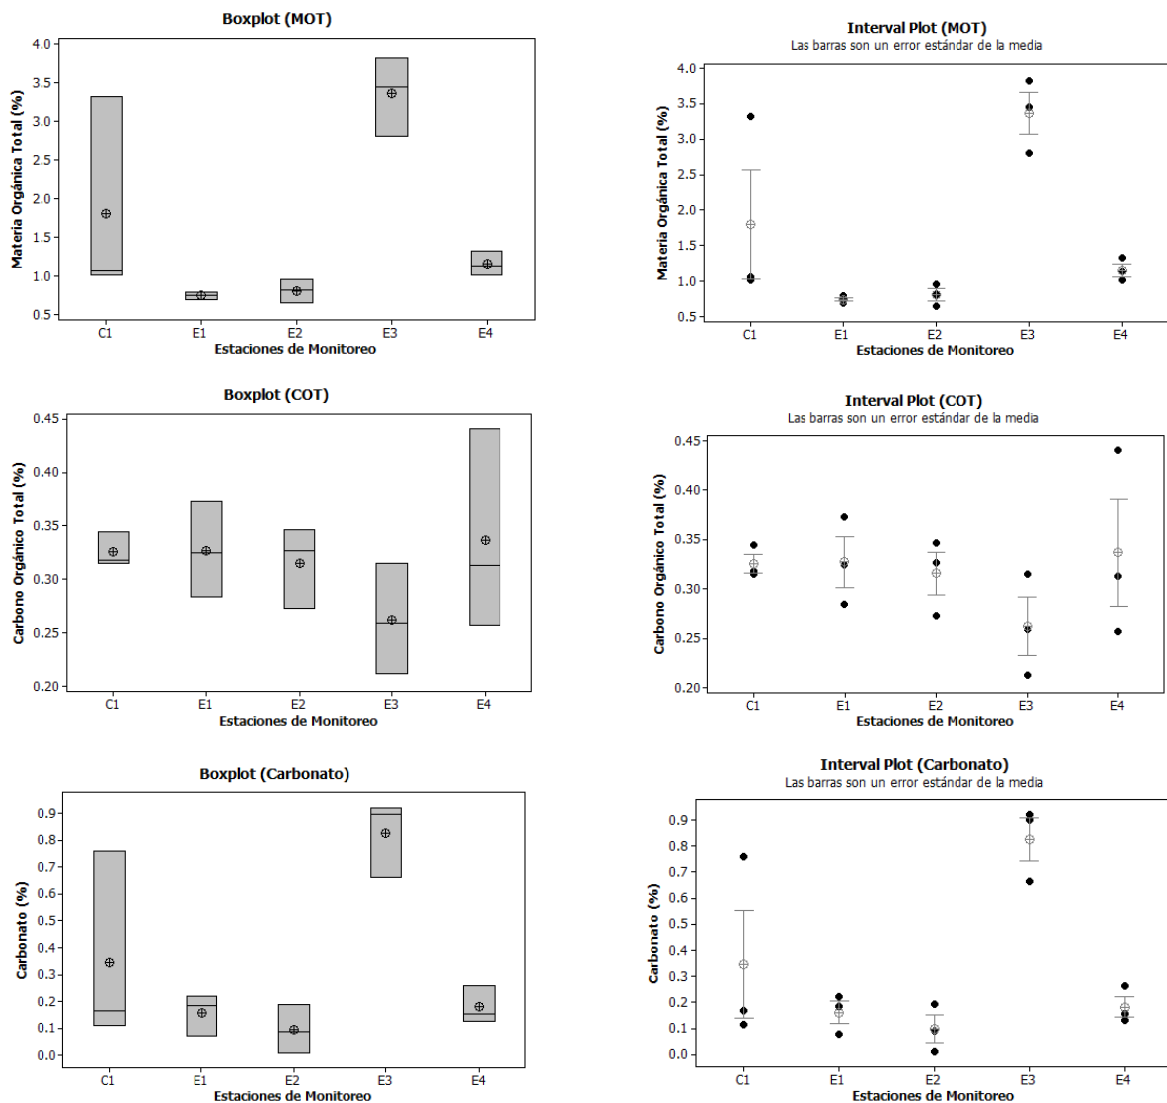 Boxplot (MOT)
Materia Orgánica Total (%)
4.0
3.5
3.0
2.5
2.0
1.5
1.0
0.5
C1 E1 E2 E3 E4
Estaciones de Monitoreo
Interval Plot (MOT)
Las barras son un error estándar de la media
Materia Orgánica Total (%)
4.0
3.5
3.0
2.5
2.0
1.5
1.0
0.5
C1 E1 E2 E3 E4
Estaciones de Monitoreo
Boxplot (COT)
Carbono Orgánico Total (%)
0.45
0.40
0.35
0.30
0.25
0.20
C1 E1 E2 E3 E4
Estaciones de Monitoreo
Interval Plot (COT)
Las barras son un error estándar de la media
Carbono Orgánico Total (%)
0.45
0.40
0.35
0.30
0.25
0.20
C1 E1 E2 E3 E4
Estaciones de Monitoreo
Boxplot (Carbonato)
Carbonato (%)
0.9
0.8
0.7
0.6
0.5
0.4
0.3
0.2
0.1
0.0
C1 E1 E2 E3 E4
Estaciones de Monitoreo
Interval Plot (Carbonato)
Las barras son un error estándar de la media
Carbonato (%)
0.9
0.8
0.7
0.6
0.5
0.4
0.3
0.2
0.1
0.0
C1 E1 E2 E3 E4
Estaciones de Monitoreo